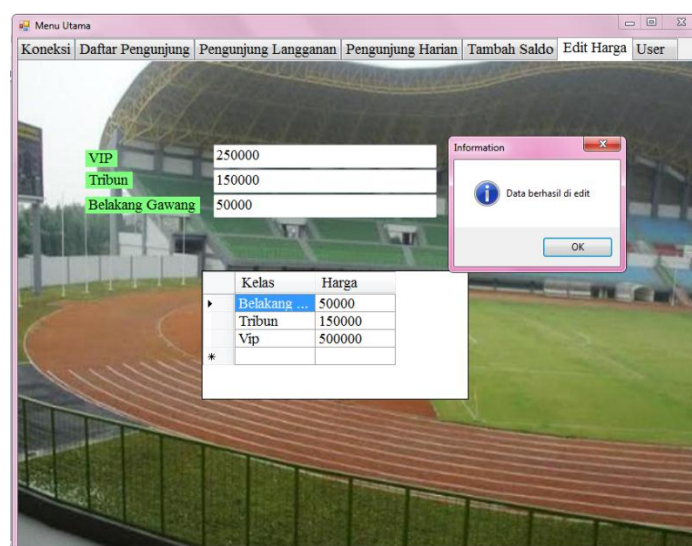 Menu Utama
Koneksi Daftar Pengunjung Pengunjung Langganan Pengunjung Harian Tambah Saldo Edit Harga User
VIP 250000
Tribun 150000
Belakang Gawang 50000
Information
Data berhasil di edit
OK
Kelas Harga
Belakang ... 50000
Tribun 150000
Vip 500000